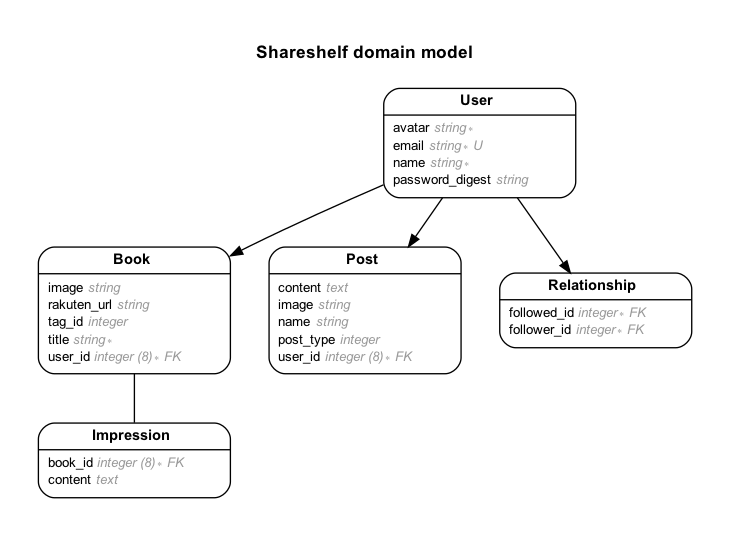 Shareshelf domain model
User
avatar string∗
email string∗ U
name string∗
password_digest string
Book
image string
rakuten_url string
tag_id integer
title string∗
user_id integer (8)∗ FK
Post
content text
image string
name string
post_type integer
user_id integer (8)∗ FK
Relationship
followed_id integer∗ FK
follower_id integer∗ FK
Impression
book_id integer (8)∗ FK
content text